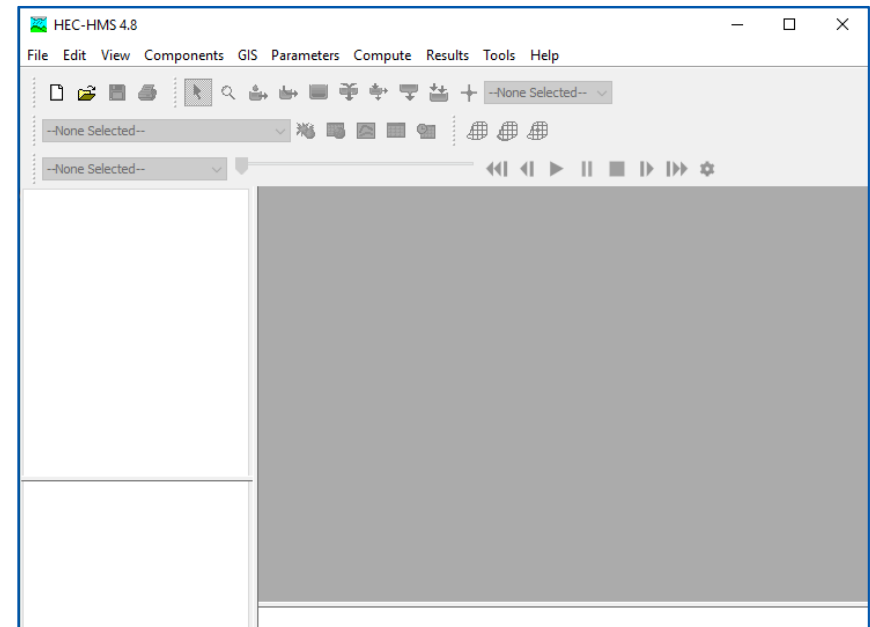 HEC-HMS 4.8
File Edit View Components GIS Parameters Compute Results Tools Help
--None Selected--
--None Selected--
--None Selected--